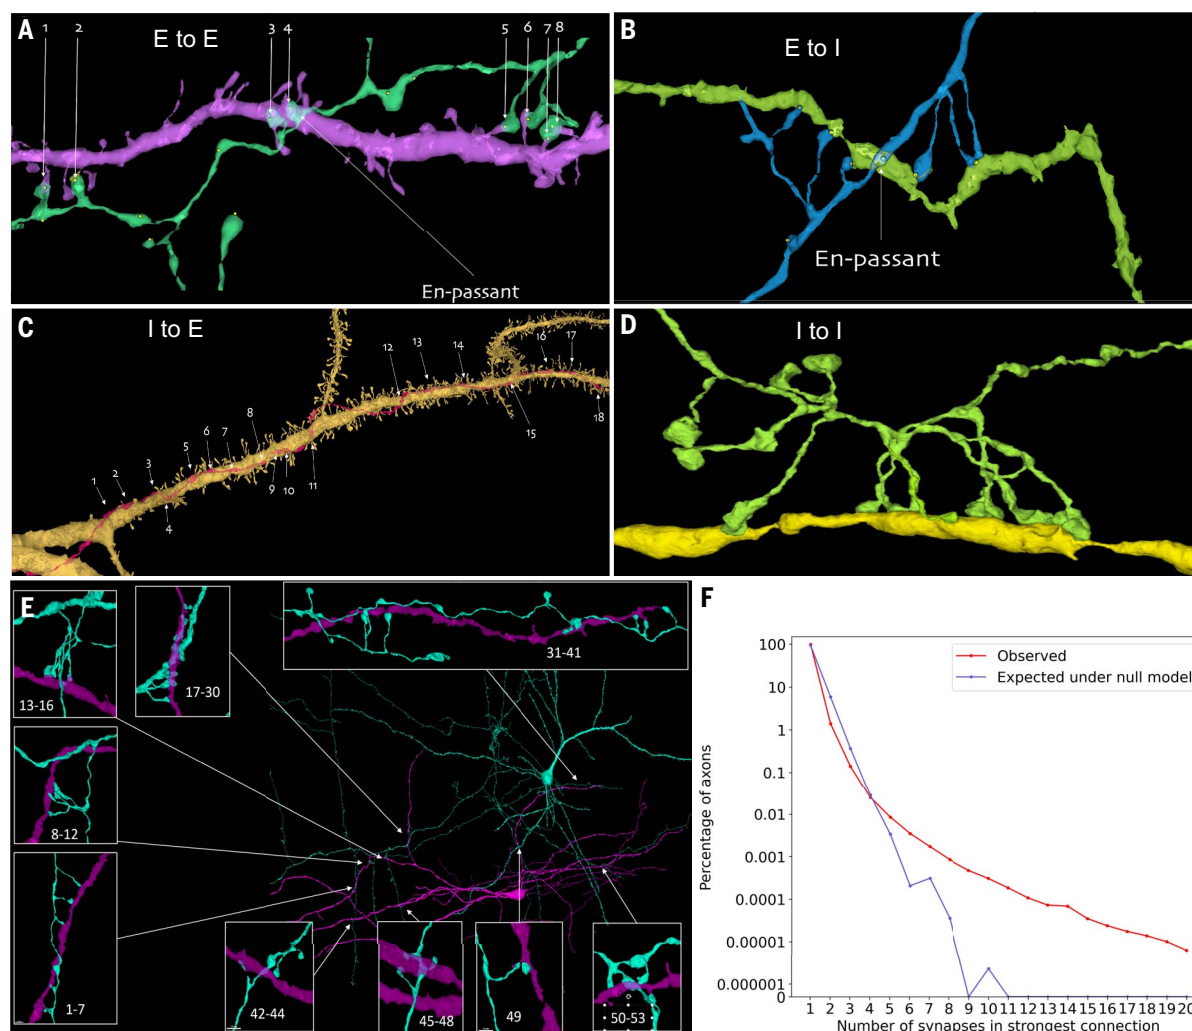 A
E to E
1
2
3
4
5
6
7
8
En-passant
B
E to I
En-passant
C
I to E
1
2
3
4
5
6
7
8
9
10
11
12
13
14
15
16
17
18
D
I to I
E
13-16
17-30
31-41
8-12
1-7
42-44
45-48
49
50-53
F
Observed
Expected under null model
Percentage of axons
100
10
1
0.1
0.01
0.001
0.0001
0.00001
0.000001
0
1 2 3 4 5 6 7 8 9 10 11 12 13 14 15 16 17 18 19 20
Number of synapses in strongest connection